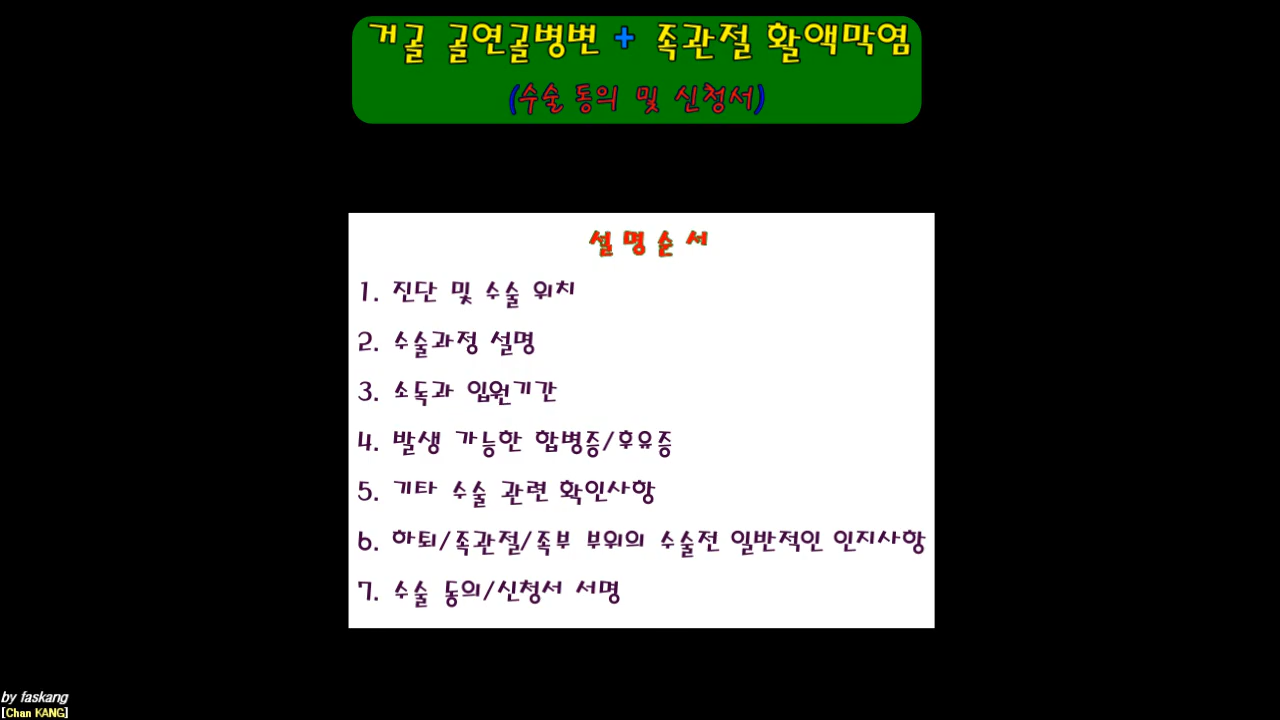 거골 골연골병변 + 족관절 활액막염
(수술 동의 및 신청서)
설명순서
1. 진단 및 수술 위치
2. 수술과정 설명
3. 소독과 입원기간
4. 발생 가능한 합병증/후유증
5. 기타 수술 관련 확인사항
6. 하퇴/족관절/족부 부위의 수술전 일반적인 인지사항
7. 수술 동의/신청서 서명
by faskang
[Chan KANG]